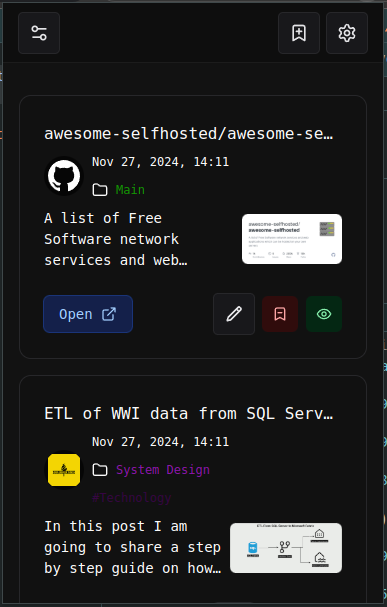 awesome-selfhosted/awesome-se…
Nov 27, 2024, 14:11
Main
A list of Free
Software network
services and web…
awesome-selfhosted/
awesome-selfhosted
Open
ETL of WWI data from SQL Serv…
Nov 27, 2024, 14:11
System Design
#Technology
In this post I am
going to share a step
by step guide on how…